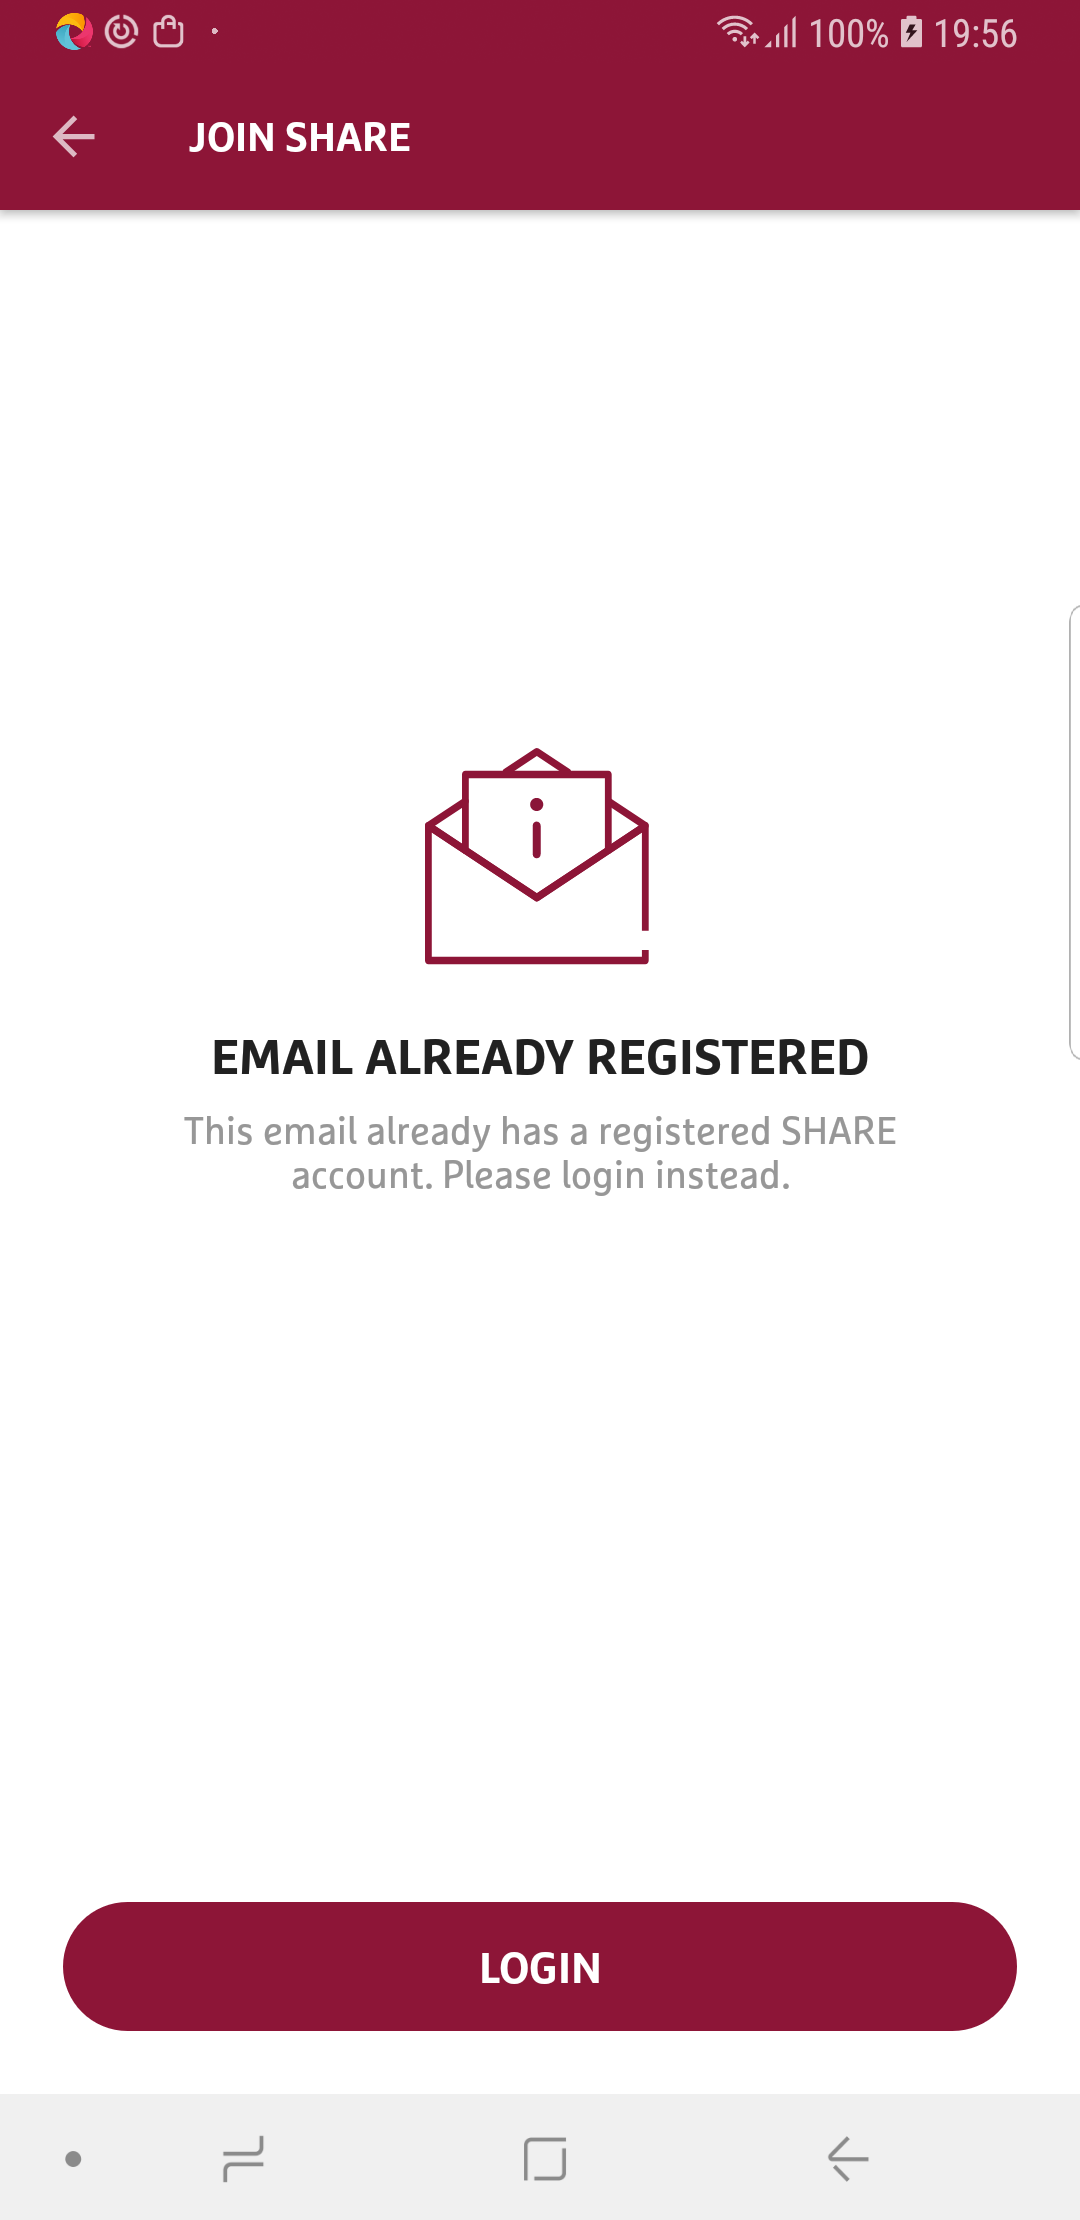 100% 19:56
JOIN SHARE
EMAIL ALREADY REGISTERED
This email already has a registered SHARE
account. Please login instead.
LOGIN